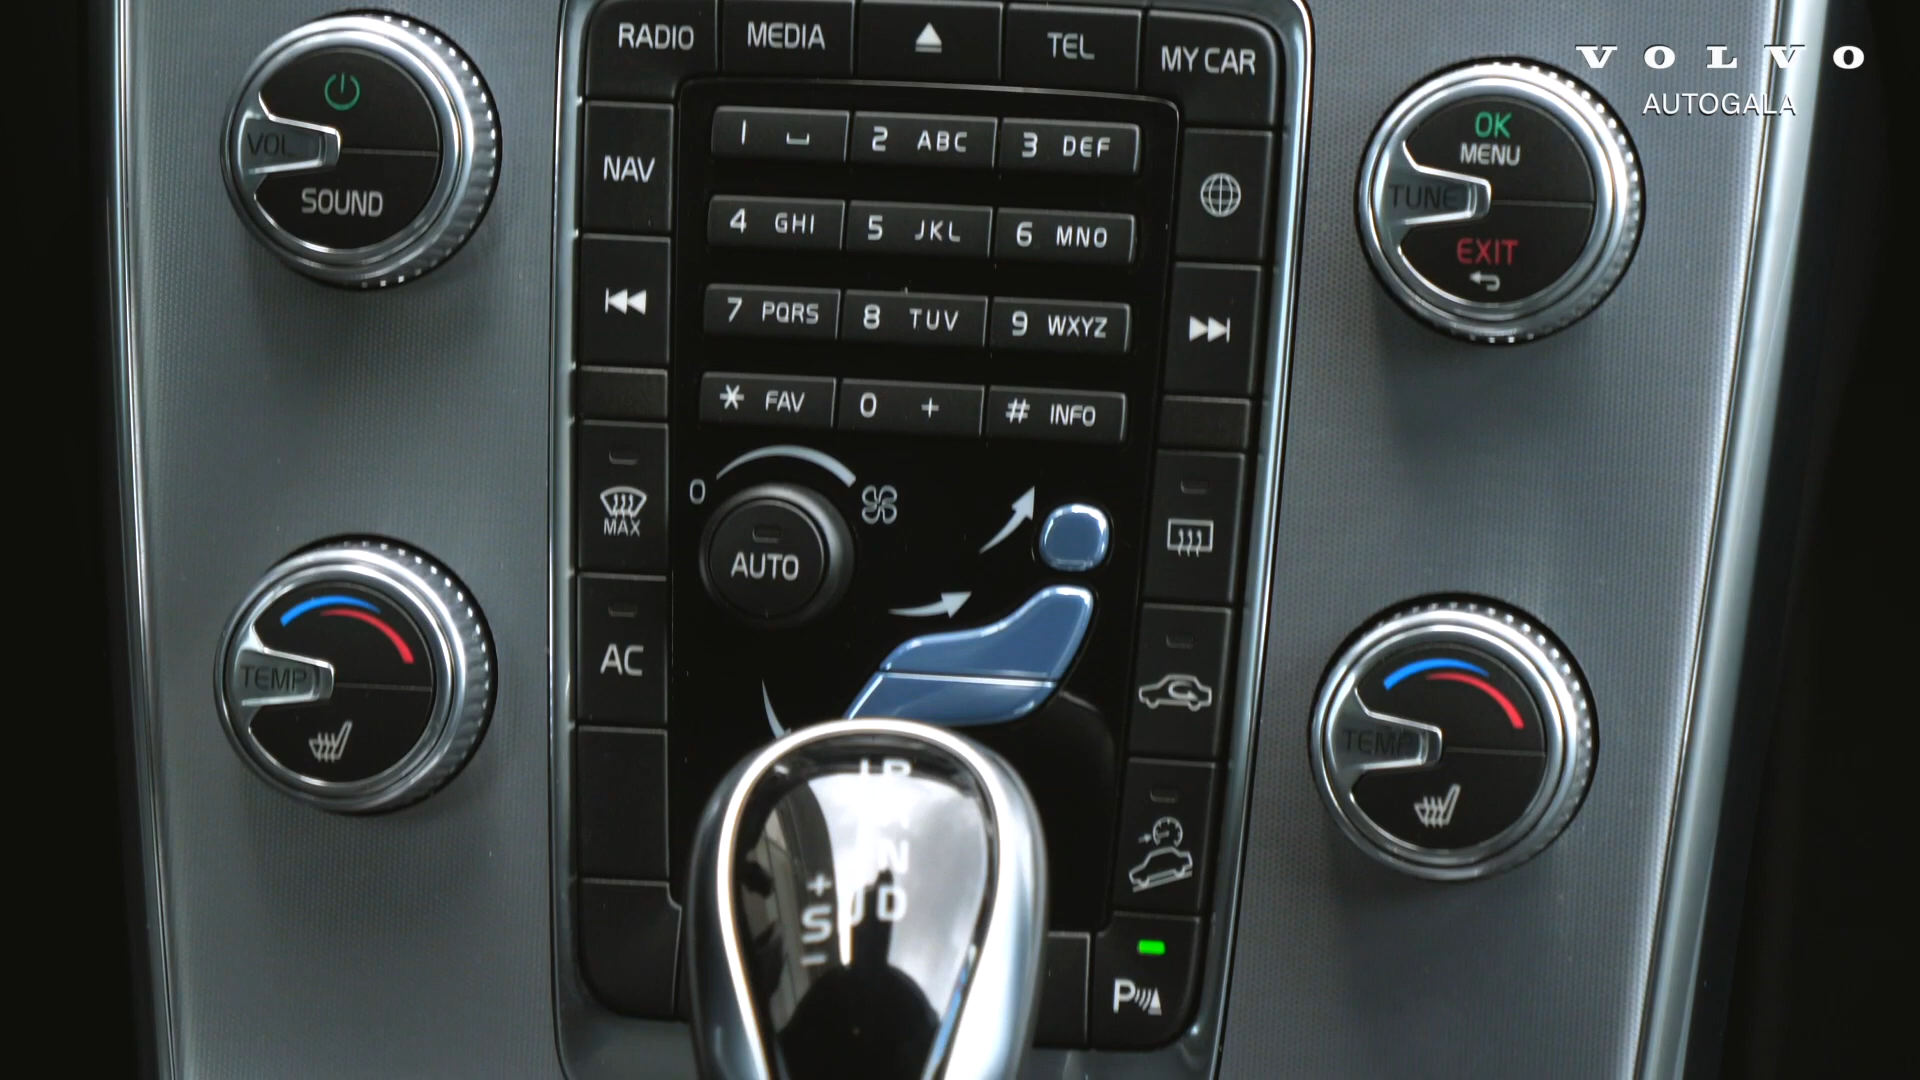 VOLVO
AUTOGALA
RADIO
MEDIA
TEL
MY CAR
VOL
SOUND
NAV
1
2 ABC
3 DEF
4 GHI
5 JKL
6 MNO
7 PQRS
8 TUV
9 WXYZ
* FAV
0 +
# INFO
OK
MENU
TUNE
EXIT
MAX
0
AUTO
AC
TEMP
TEMP
N
+
S D
-
P